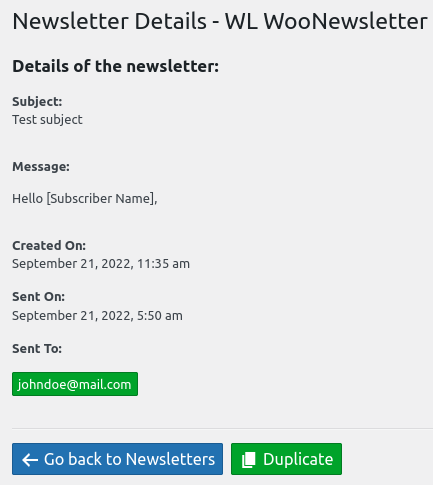 Newsletter Details - WL WooNewsletter
Details of the newsletter:
Subject:
Test subject
Message:
Hello [Subscriber Name],
Created On:
September 21, 2022, 11:35 am
Sent On:
September 21, 2022, 5:50 am
Sent To:
johndoe@mail.com
Go back to Newsletters
Duplicate